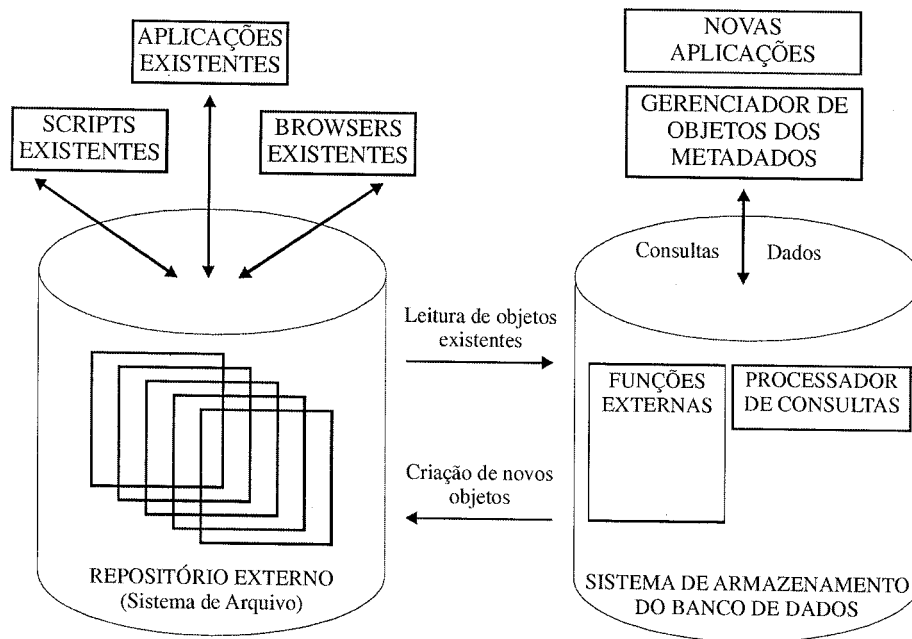 APLICAÇÕES
EXISTENTES
SCRIPTS
EXISTENTES
BROWSERS
EXISTENTES
NOVAS
APLICAÇÕES
GERENCIADOR DE
OBJETOS DOS
METADADOS
Consultas
Dados
Leitura de objetos
existentes
Criação de novos
objetos
FUNÇÕES
EXTERNAS
PROCESSADOR
DE CONSULTAS
REPOSITÓRIO EXTERNO
(Sistema de Arquivo)
SISTEMA DE ARMAZENAMENTO
DO BANCO DE DADOS